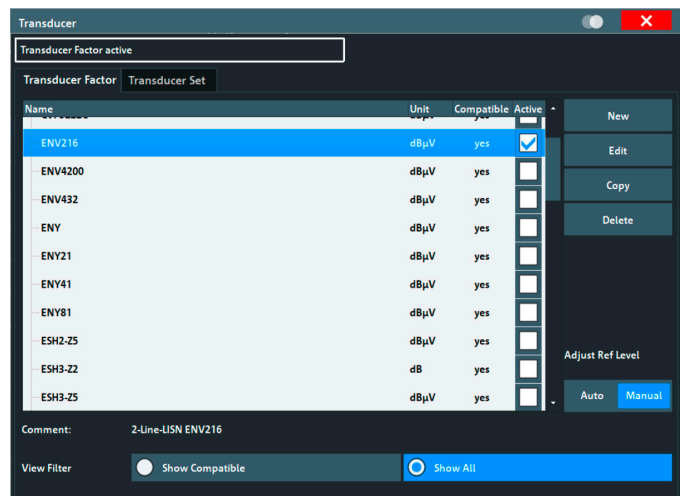 Transducer
Transducer Factor active
Transducer Factor Transducer Set
Name Unit Compatible Active
ENV216 dBµV yes
ENV4200 dBµV yes
ENV432 dBµV yes
ENY dBµV yes
ENY21 dBµV yes
ENY41 dBµV yes
ENY81 dBµV yes
ESH2-Z5 dBµV yes
ESH3-Z2 dB yes
ESH3-Z5 dBµV yes
New
Edit
Copy
Delete
Adjust Ref Level
Auto Manual
Comment: 2-Line-LISN ENV216
View Filter Show Compatible Show All